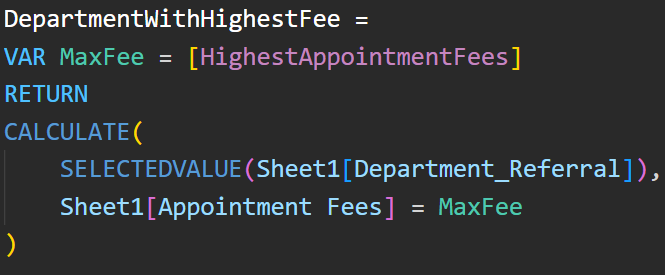 DepartmentWithHighestFee =
VAR MaxFee = [HighestAppointmentFees]
RETURN
CALCULATE(
    SELECTEDVALUE(Sheet1[Department_Referral]),
    Sheet1[Appointment Fees] = MaxFee
)